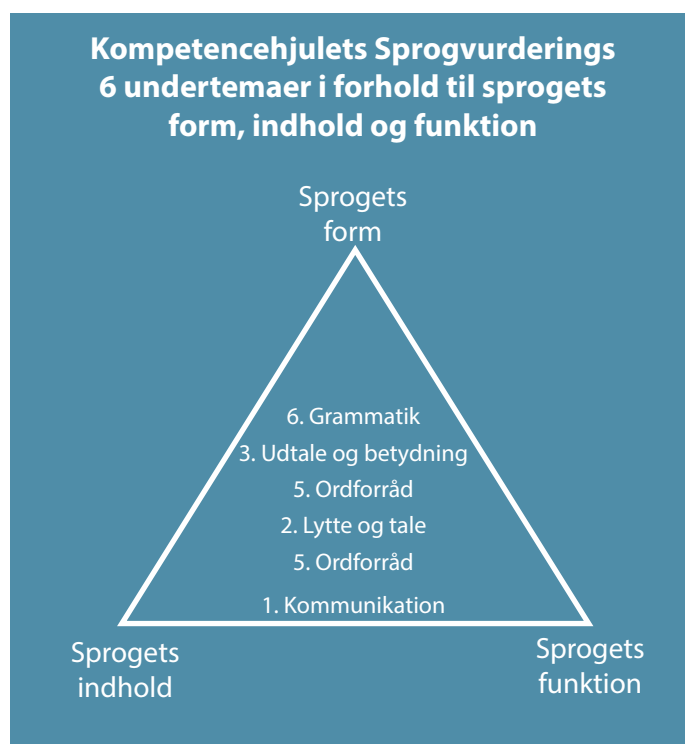 Kompetencehjulets Sprogvurderings
6 undertemaer i forhold til sprogets
form, indhold og funktion
Sprogets
form
6. Grammatik
3. Udtale og betydning
5. Ordforråd
2. Lytte og tale
5. Ordforråd
1. Kommunikation
Sprogets
indhold
Sprogets
funktion